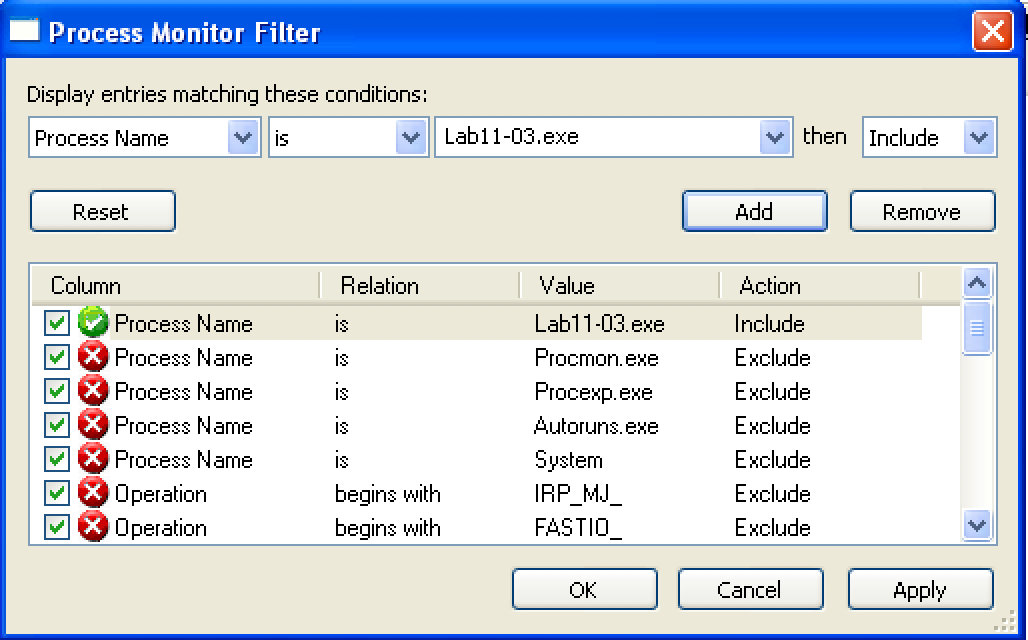 Process Monitor Filter
Display entries matching these conditions:
Process Name is Lab11-03.exe then Include
Reset Add Remove
Column Relation Value Action
Process Name is Lab11-03.exe Include
Process Name is Procmon.exe Exclude
Process Name is Procexp.exe Exclude
Process Name is Autoruns.exe Exclude
Process Name is System Exclude
Operation begins with IRP_MJ_ Exclude
Operation begins with FASTIO_ Exclude
OK Cancel Apply